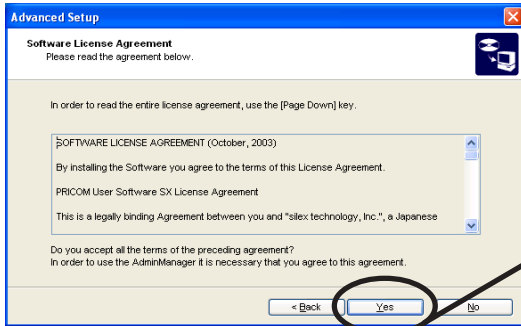 Advanced Setup
Software License Agreement
Please read the agreement below.
In order to read the entire license agreement, use the [Page Down] key.
SOFTWARE LICENSE AGREEMENT (October, 2003)
By installing the Software you agree to the terms of this License Agreement.
PRICOM User Software SX License Agreement
This is a legally binding Agreement between you and "silex technology, Inc.", a Japanese
Do you accept all the terms of the preceding agreement?
In order to use the AdminManager it is necessary that you agree to this agreement.
< Back Yes No